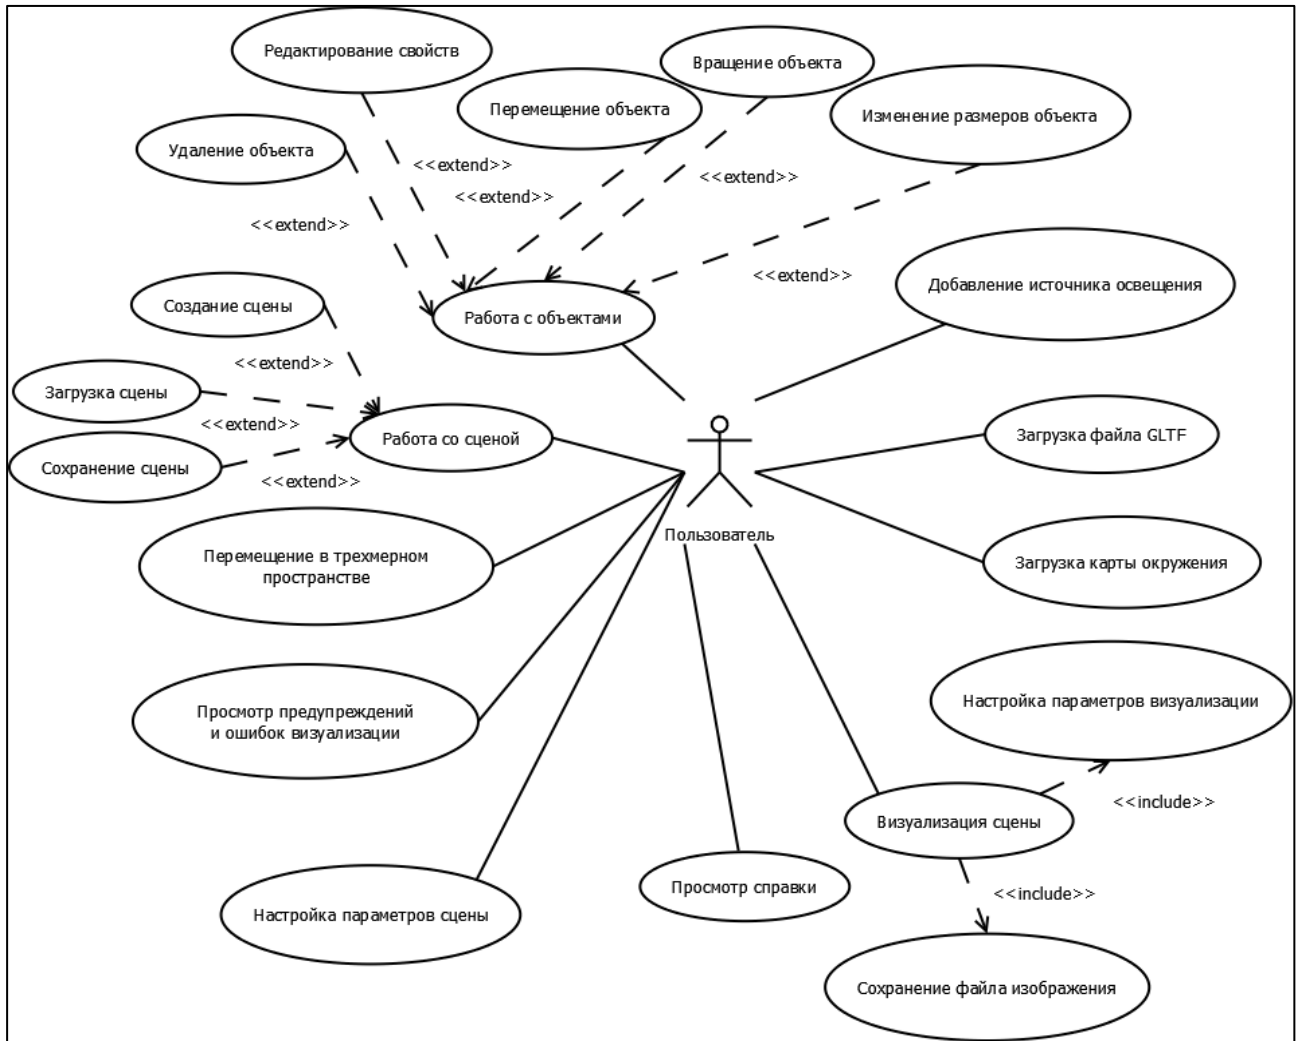 Редактирование свойств
Вращение объекта
Перемещение объекта
Изменение размеров объекта
Удаление объекта
<<extend>>
<<extend>>
<<extend>>
<<extend>>
<<extend>>
Добавление источника освещения
Создание сцены
Работа с объектами
<<extend>>
Загрузка сцены
<<extend>>
Работа со сценой
Загрузка файла GLTF
Сохранение сцены
<<extend>>
Пользователь
Перемещение в трехмерном
пространстве
Загрузка карты окружения
Просмотр предупреждений
и ошибок визуализации
Настройка параметров визуализации
<<include>>
Визуализация сцены
Просмотр справки
<<include>>
Настройка параметров сцены
Сохранение файла изображения